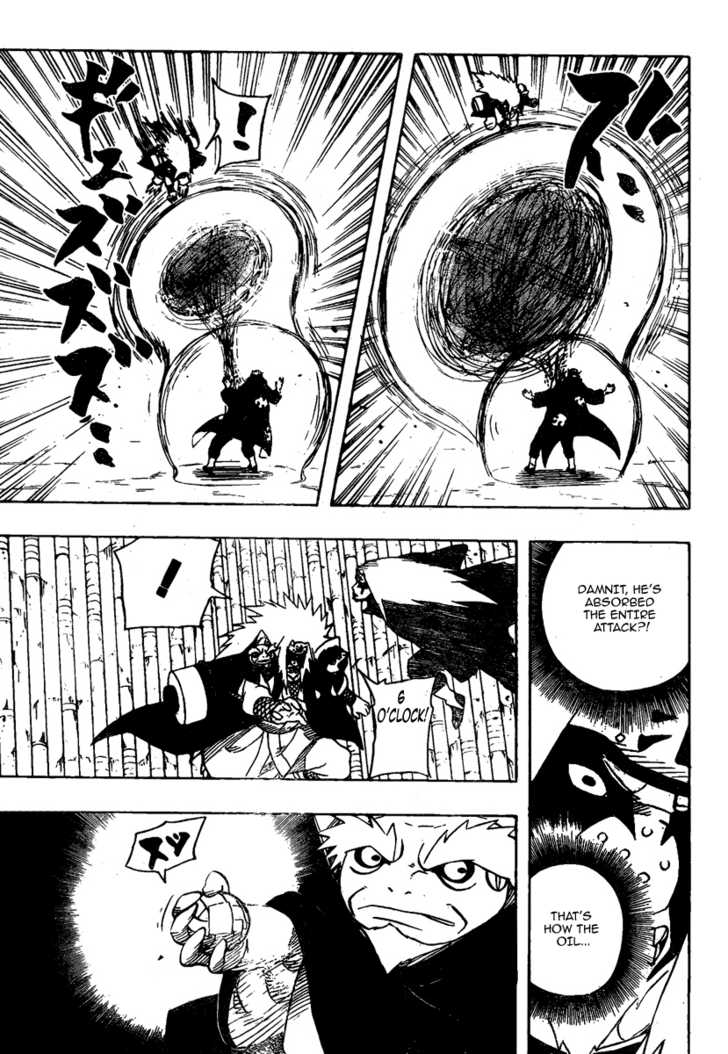 ズズ...
!
ギュズズズズ...
DAMNIT, HE'S
ABSORBED
THE ENTIRE
ATTACK?!
THAT'S
HOW THE
OIL...
!
6
O'CLOCK!
スッ